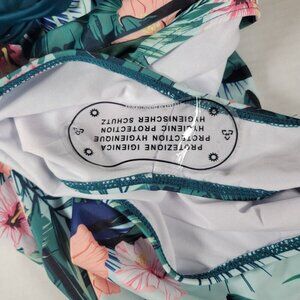 PROTEZIONE IGIENICA
PROTECTION HYGIENIQUE
HYGIENIC PROTECTION
HYGIENISCHER SCHUTZ